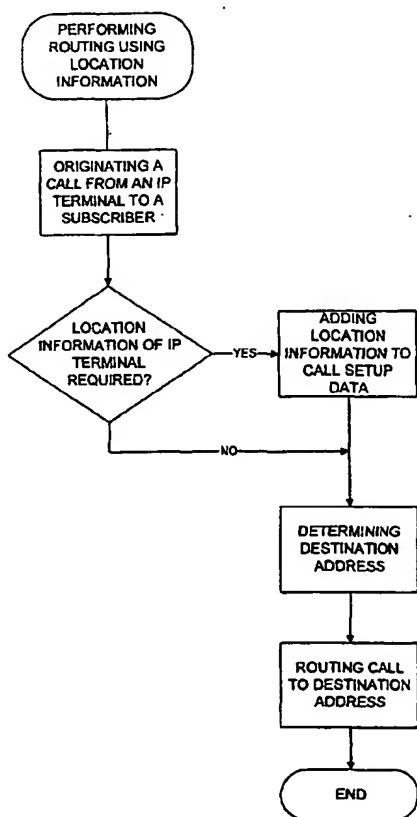 PERFORMING
ROUTING USING
LOCATION
INFORMATION
ORIGINATING A
CALL FROM AN IP
TERMINAL TO A
SUBSCRIBER
LOCATION
INFORMATION OF IP
TERMINAL
REQUIRED?
YES
ADDING
LOCATION
INFORMATION TO
CALL SETUP
DATA
NO
DETERMINING
DESTINATION
ADDRESS
ROUTING CALL
TO DESTINATION
ADDRESS
END